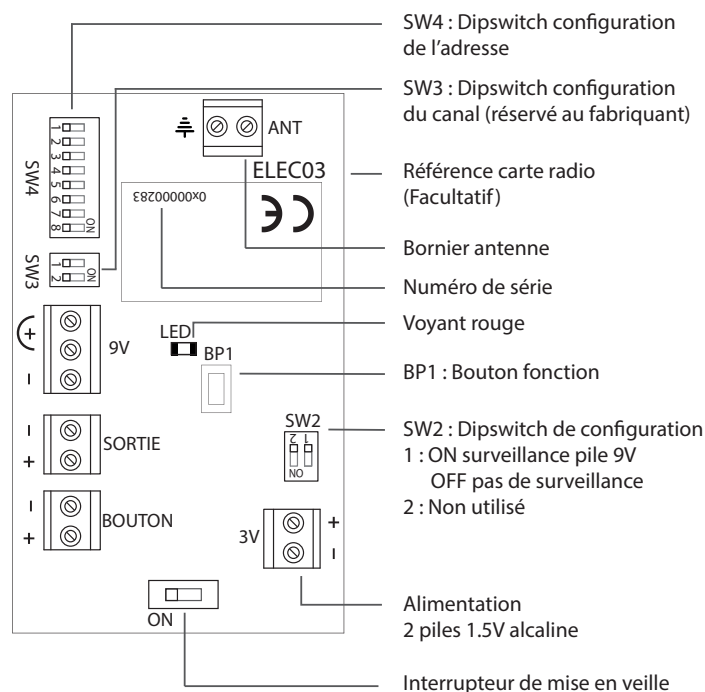 SW4 : Dipswitch configuration
de l'adresse
SW3 : Dipswitch configuration
du canal (réservé au fabriquant)
Référence carte radio
(Facultatif)
Bornier antenne
Numéro de série
Voyant rouge
BP1 : Bouton fonction
SW2 : Dipswitch de configuration
1 : ON surveillance pile 9V
OFF pas de surveillance
2 : Non utilisé
Alimentation
2 piles 1.5V alcaline
Interrupteur de mise en veille
ANT
ELEC03
0x00000283
CE
SW4
1 2 3 4 5 6 7 8
ON
SW3
1 2
ON
+
9V
–
LED
BP1
–
SORTIE
+
–
BOUTON
+
SW2
1 2
ON
3V
+
–
ON